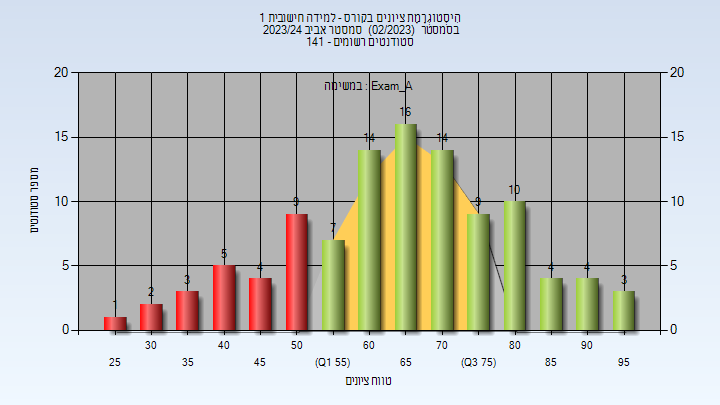 היסטוגרמת ציונים בקורס - למידה חישובית 1
בסמסטר (02/2023) סמסטר אביב 2023/24
סטודנטים רשומים - 141
במשימה : Exam_A
מספר סטודנטים
20 20
15 15
10 10
5 5
0 0
1 2 3 5 4 9 7 14 16 14 9 10 4 4 3
30 40 50 60 70 80 90
25 35 45 (Q1 55) 65 (Q3 75) 85 95
טווח ציונים